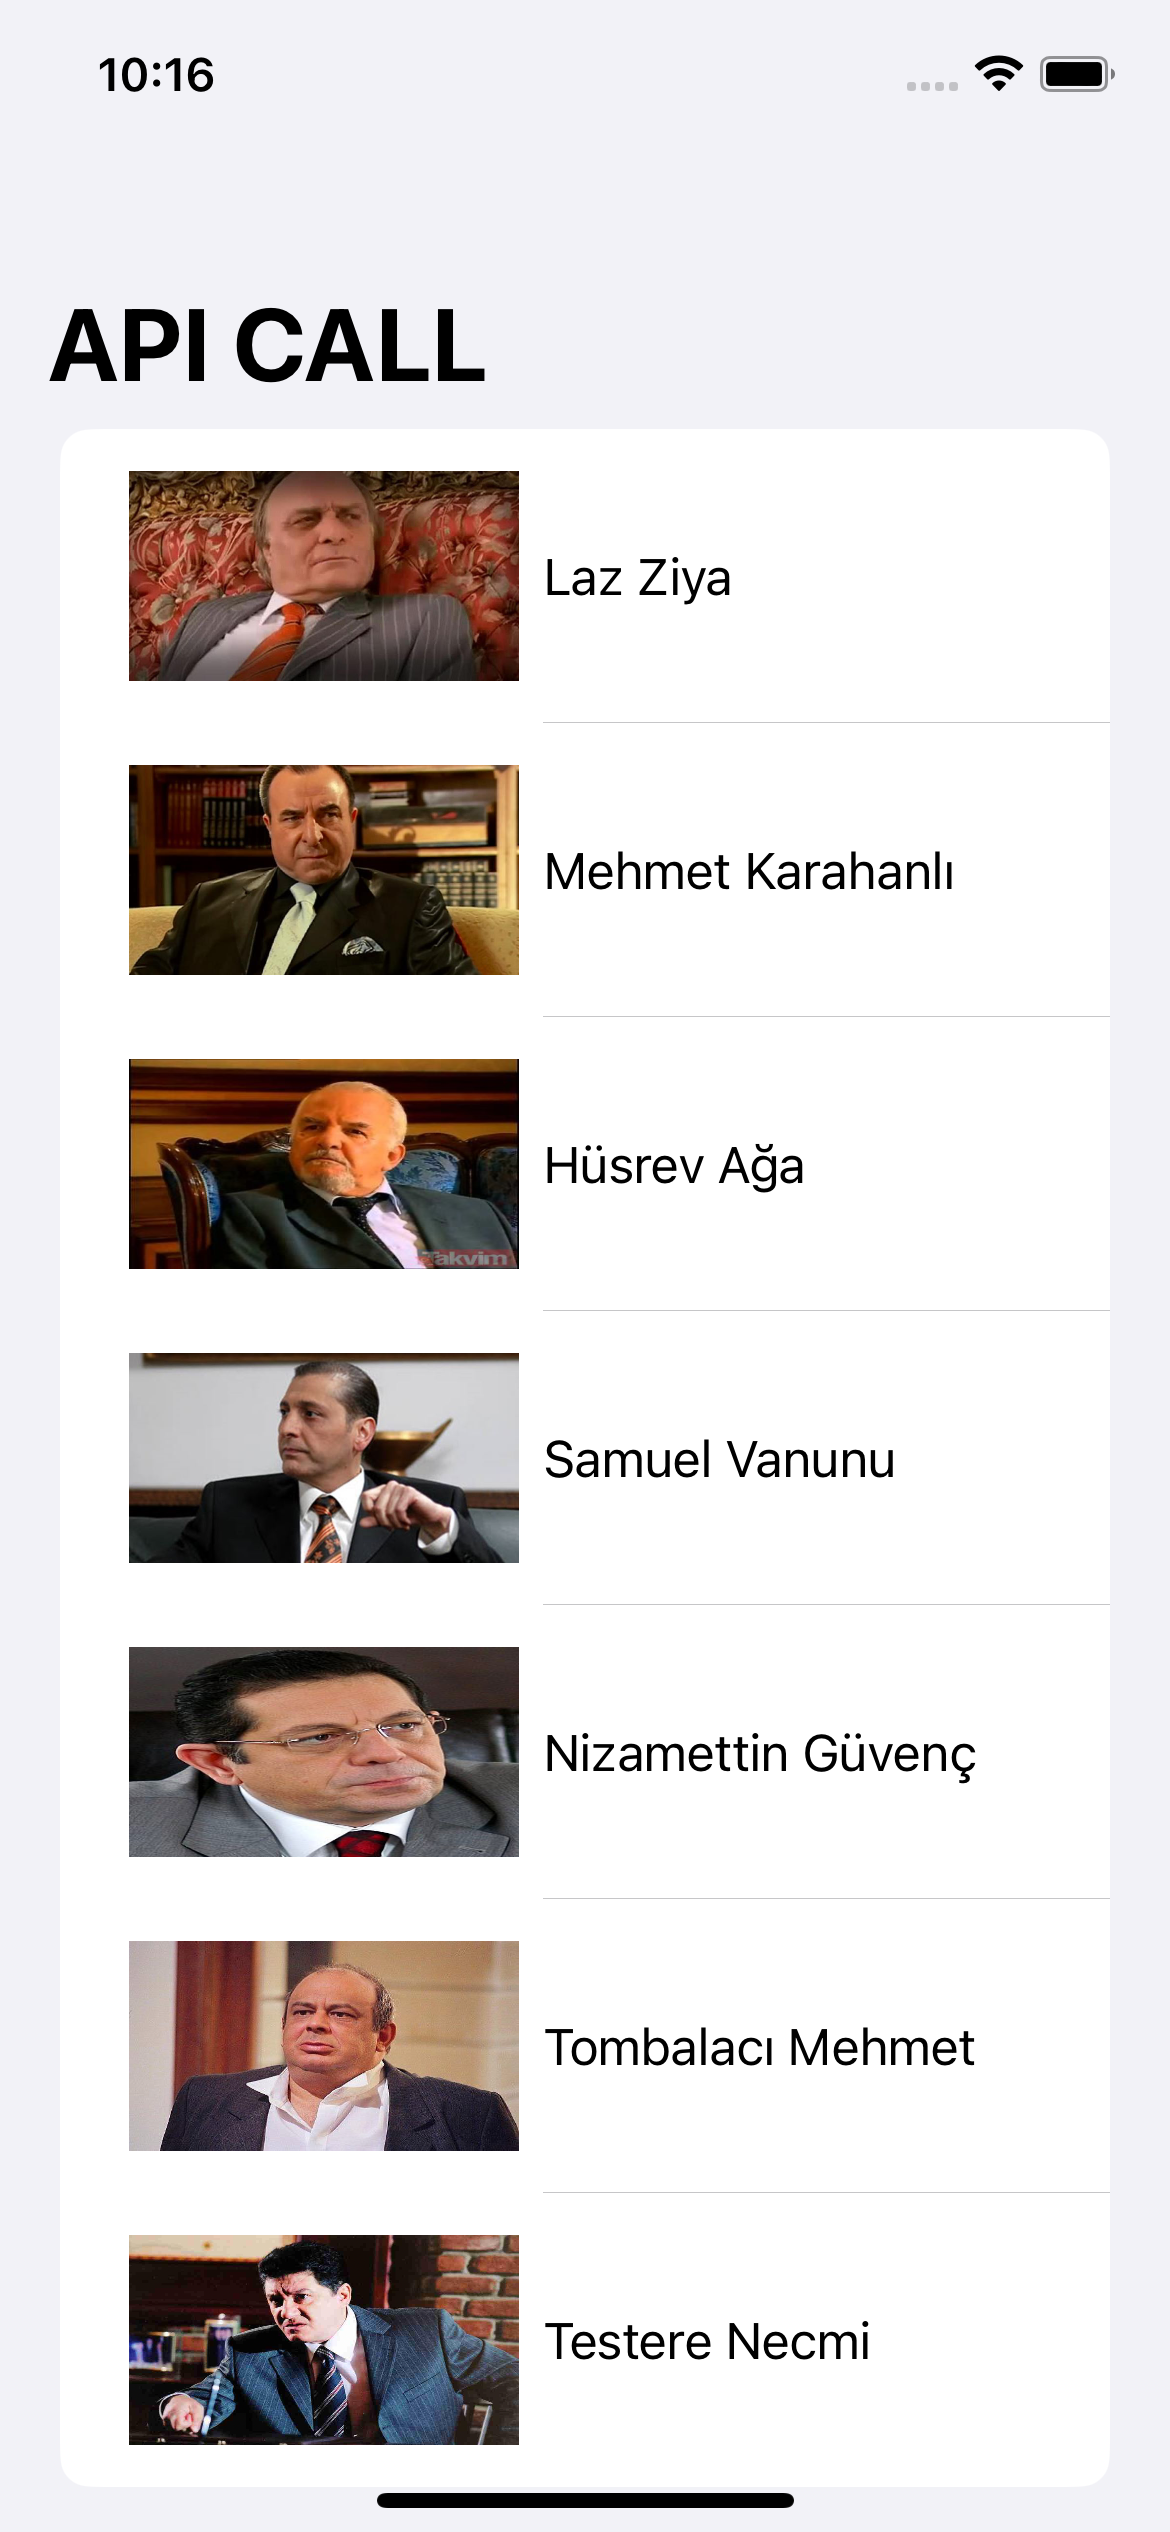 10:16
API CALL
Laz Ziya
Mehmet Karahanlı
Hüsrev Ağa
akvim
Samuel Vanunu
Nizamettin Güvenç
Tombalacı Mehmet
Testere Necmi